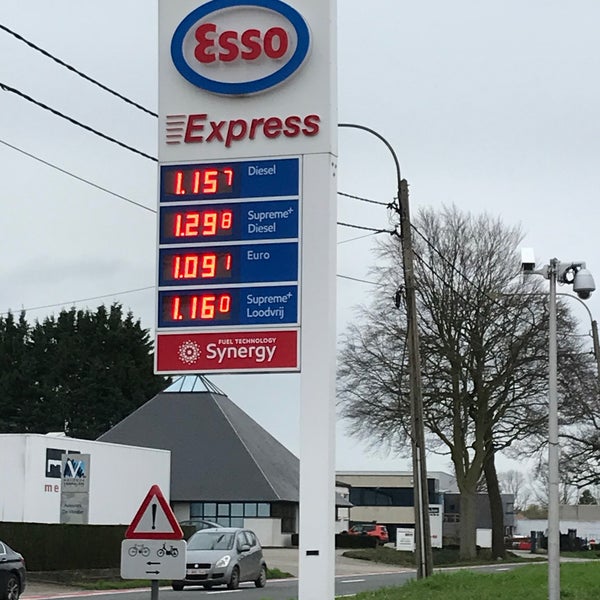 Esso
Express
1.157 Diesel
1.298 Supreme+
Diesel
1.091 Euro
1.160 Supreme+
Loodvrij
FUEL TECHNOLOGY
Synergy
me